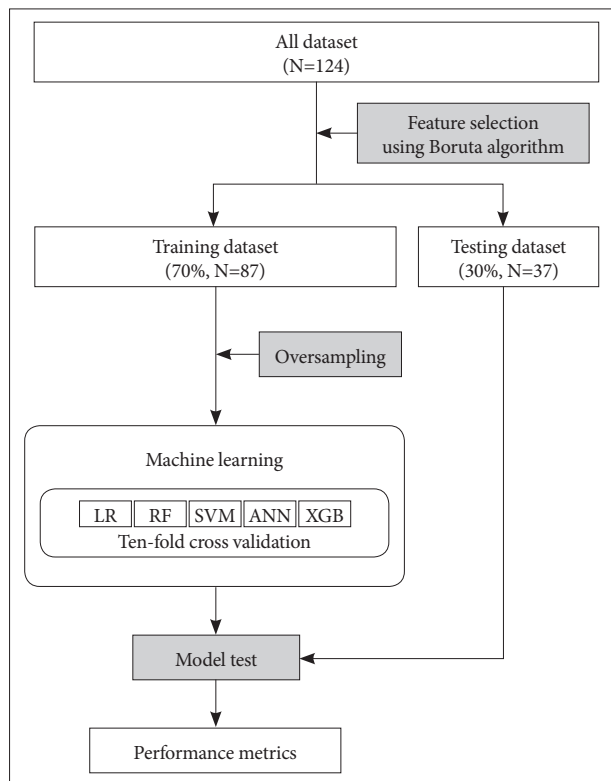 All dataset
(N=124)
Feature selection
using Boruta algorithm
Training dataset
(70%, N=87)
Testing dataset
(30%, N=37)
Oversampling
Machine learning
LR RF SVM ANN XGB
Ten-fold cross validation
Model test
Performance metrics